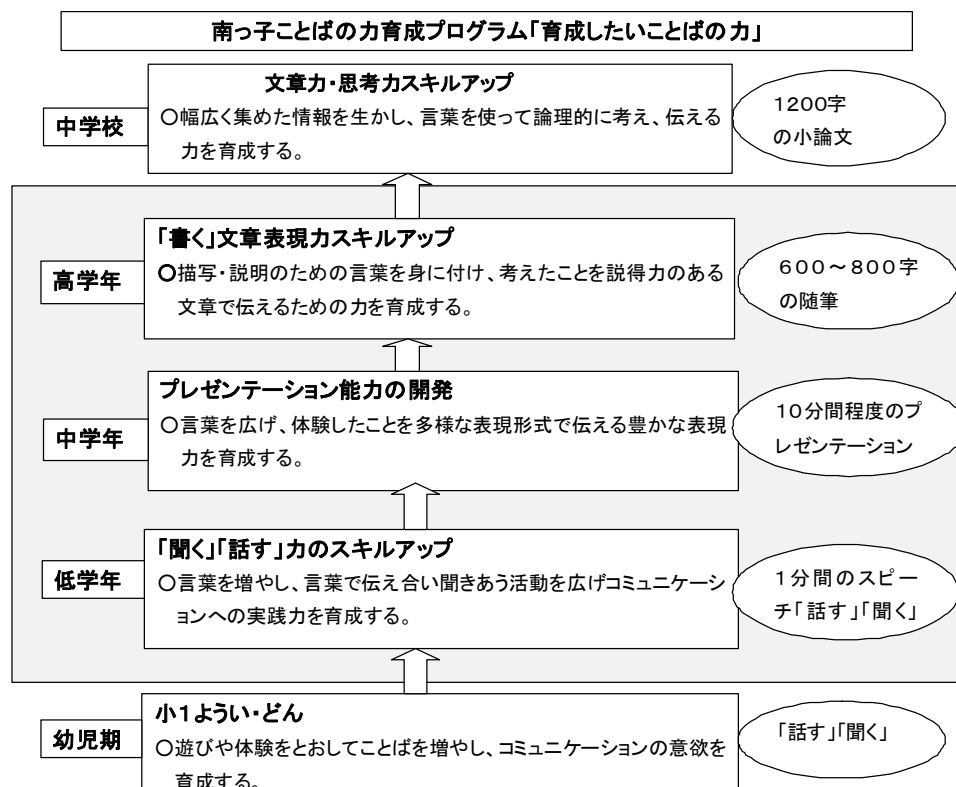 南っ子ことばの力育成プログラム「育成したいことばの力」
文章力・思考力スキルアップ
中学校
○幅広く集めた情報を生かし、言葉を使って論理的に考え、伝える
力を育成する。
1200字
の小論文
「書く」文章表現力スキルアップ
高学年
○描写・説明のための言葉を身に付け、考えたことを説得力のある
文章で伝えるための力を育成する。
600~800字
の随筆
プレゼンテーション能力の開発
中学年
○言葉を広げ、体験したことを多様な表現形式で伝える豊かな表現
力を育成する。
10分間程度のプ
レゼンテーション
「聞く」「話す」力のスキルアップ
低学年
○言葉を増やし、言葉で伝え合い聞きあう活動を広げコミュニケーシ
ョンへの実践力を育成する。
1分間のスピー
チ「話す」「聞く」
小1ようい・どん
幼児期
○遊びや体験をとおしてことばを増やし、コミュニケーションの意欲を
育成する。
「話す」「聞く」